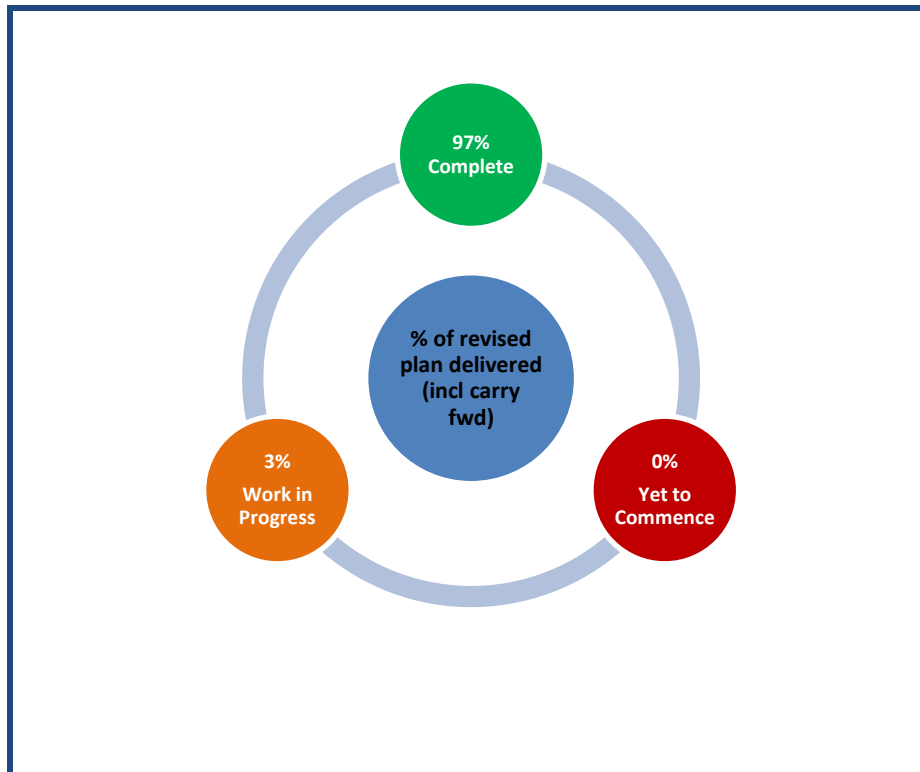 97%
Complete
% of revised
plan delivered
(incl carry
fwd)
3%
Work in
Progress
0%
Yet to
Commence